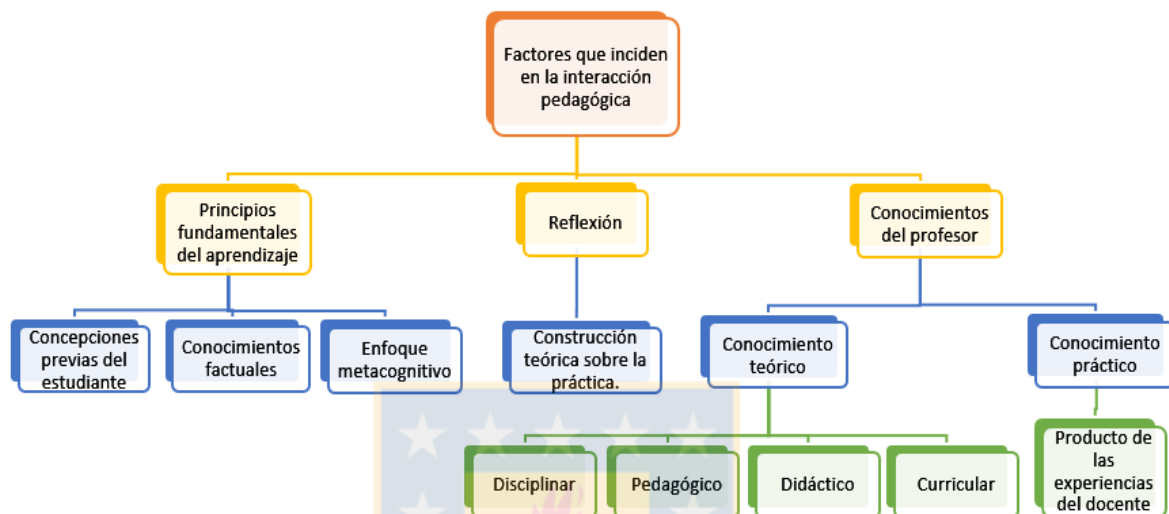 Factores que inciden
en la interacción
pedagógica
Principios
fundamentales
del aprendizaje
Reflexión
Conocimientos
del profesor
Concepciones
previas del
estudiante
Conocimientos
factuales
Enfoque
metacognitivo
Construcción
teórica sobre la
práctica.
Conocimiento
teórico
Conocimiento
práctico
Disciplinar
Pedagógico
Didáctico
Curricular
Producto de
las
experiencias
del docente